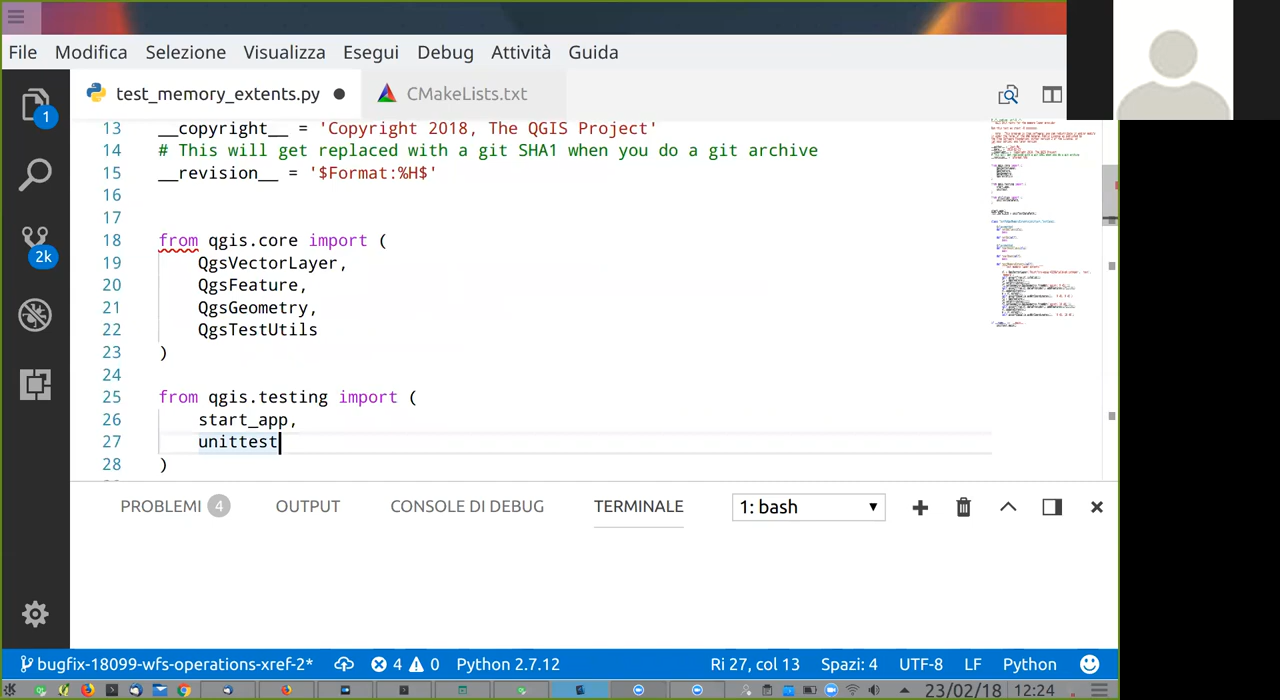 File Modifica Selezione Visualizza Esegui Debug Attività Guida
test_memory_extents.py CMakeLists.txt
1
2k
13 __copyright__ = 'Copyright 2018, The QGIS Project'
14 # This will get replaced with a git SHA1 when you do a git archive
15 __revision__ = '$Format:%H$'
16
17
18 from qgis.core import (
19 QgsVectorLayer,
20 QgsFeature,
21 QgsGeometry,
22 QgsTestUtils
23 )
24
25 from qgis.testing import (
26 start_app,
27 unittest
28 )
PROBLEMI 4 OUTPUT CONSOLE DI DEBUG TERMINALE 1: bash
bugfix-18099-wfs-operations-xref-2* 4 0 Python 2.7.12 Ri 27, col 13 Spazi: 4 UTF-8 LF Python
23/02/18 12:24